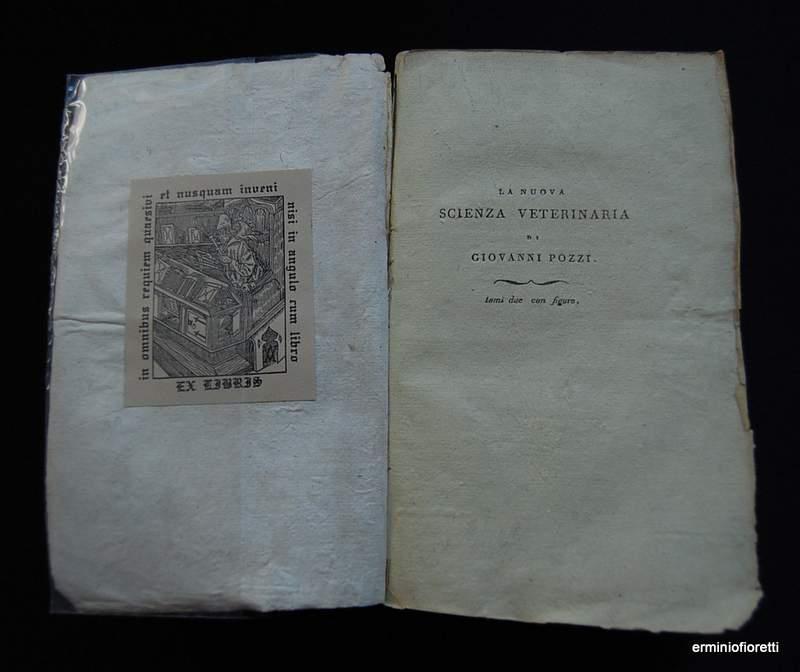 in omnibus requiem quaesivi
et nusquam inveni
nisi in angulo cum libro
EX LIBRIS
LA NUOVA
SCIENZA VETERINARIA
DI
GIOVANNI POZZI.
tomi due con figure,
erminiofioretti